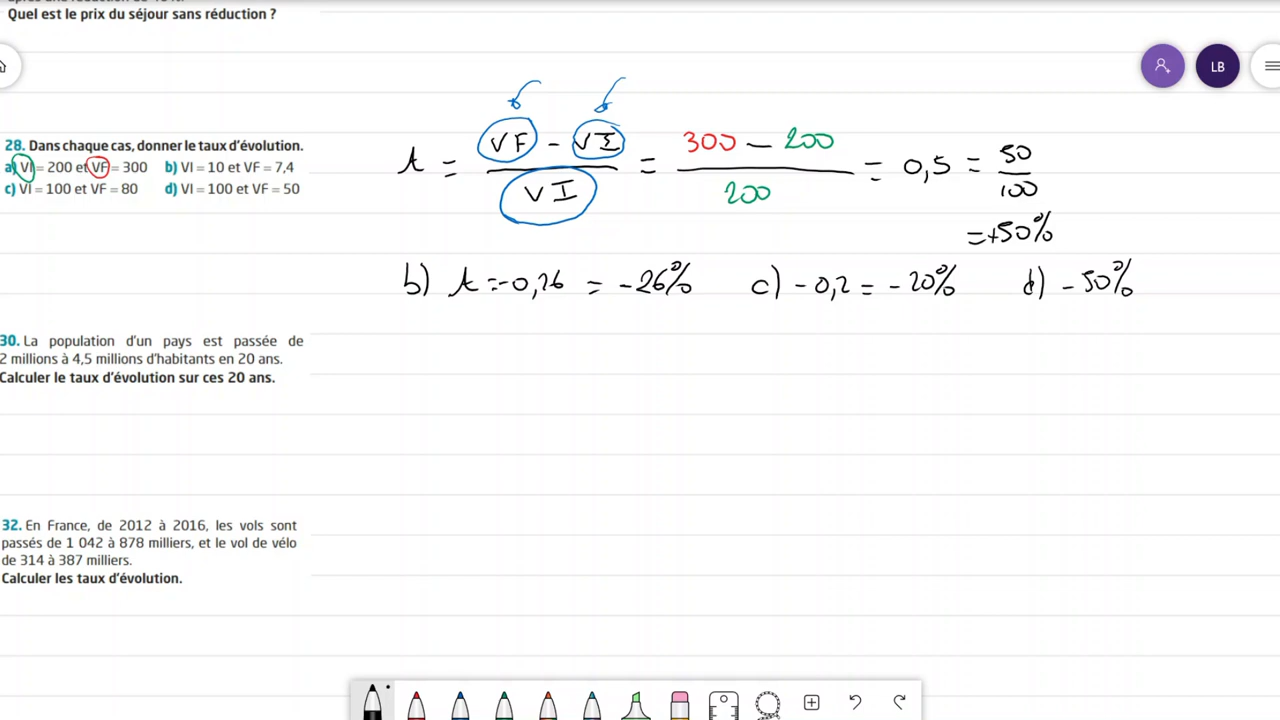 Quel est le prix du séjour sans réduction ?
LB
28. Dans chaque cas, donner le taux d'évolution.
a) VI = 200 et VF = 300 b) VI = 10 et VF = 7,4
c) VI = 100 et VF = 80 d) VI = 100 et VF = 50
t = (VF - VI) / VI = (300 - 200) / 200 = 0,5 = 50/100
= +50%
b) t = -0,26 = -26% c) -0,2 = -20% d) -50%
30. La population d'un pays est passée de
2 millions à 4,5 millions d'habitants en 20 ans.
Calculer le taux d'évolution sur ces 20 ans.
32. En France, de 2012 à 2016, les vols sont
passés de 1 042 à 878 milliers, et le vol de vélo
de 314 à 387 milliers.
Calculer les taux d'évolution.